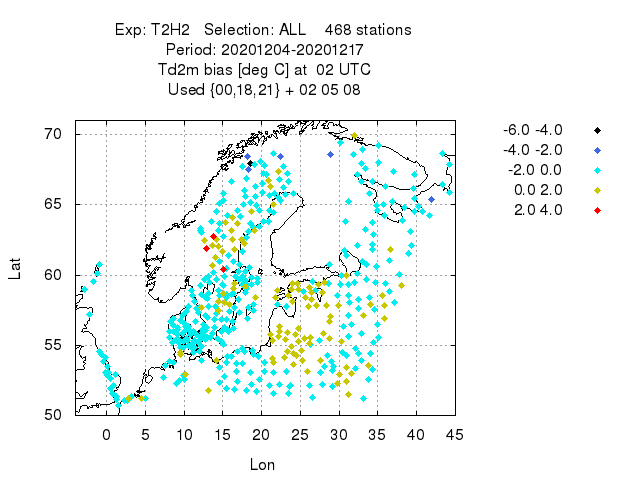 Exp: T2H2 Selection: ALL 468 stations
Period: 20201204-20201217
Td2m bias [deg C] at 02 UTC
Used {00,18,21} + 02 05 08
-6.0 -4.0
-4.0 -2.0
-2.0 0.0
0.0 2.0
2.0 4.0
Lat
70
65
60
55
50
0 5 10 15 20 25 30 35 40 45
Lon